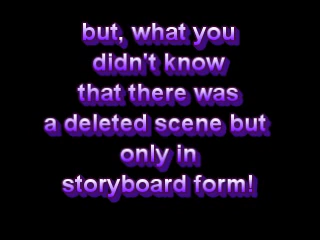 but, what you
didn't know
that there was
a deleted scene but
only in
storyboard form!